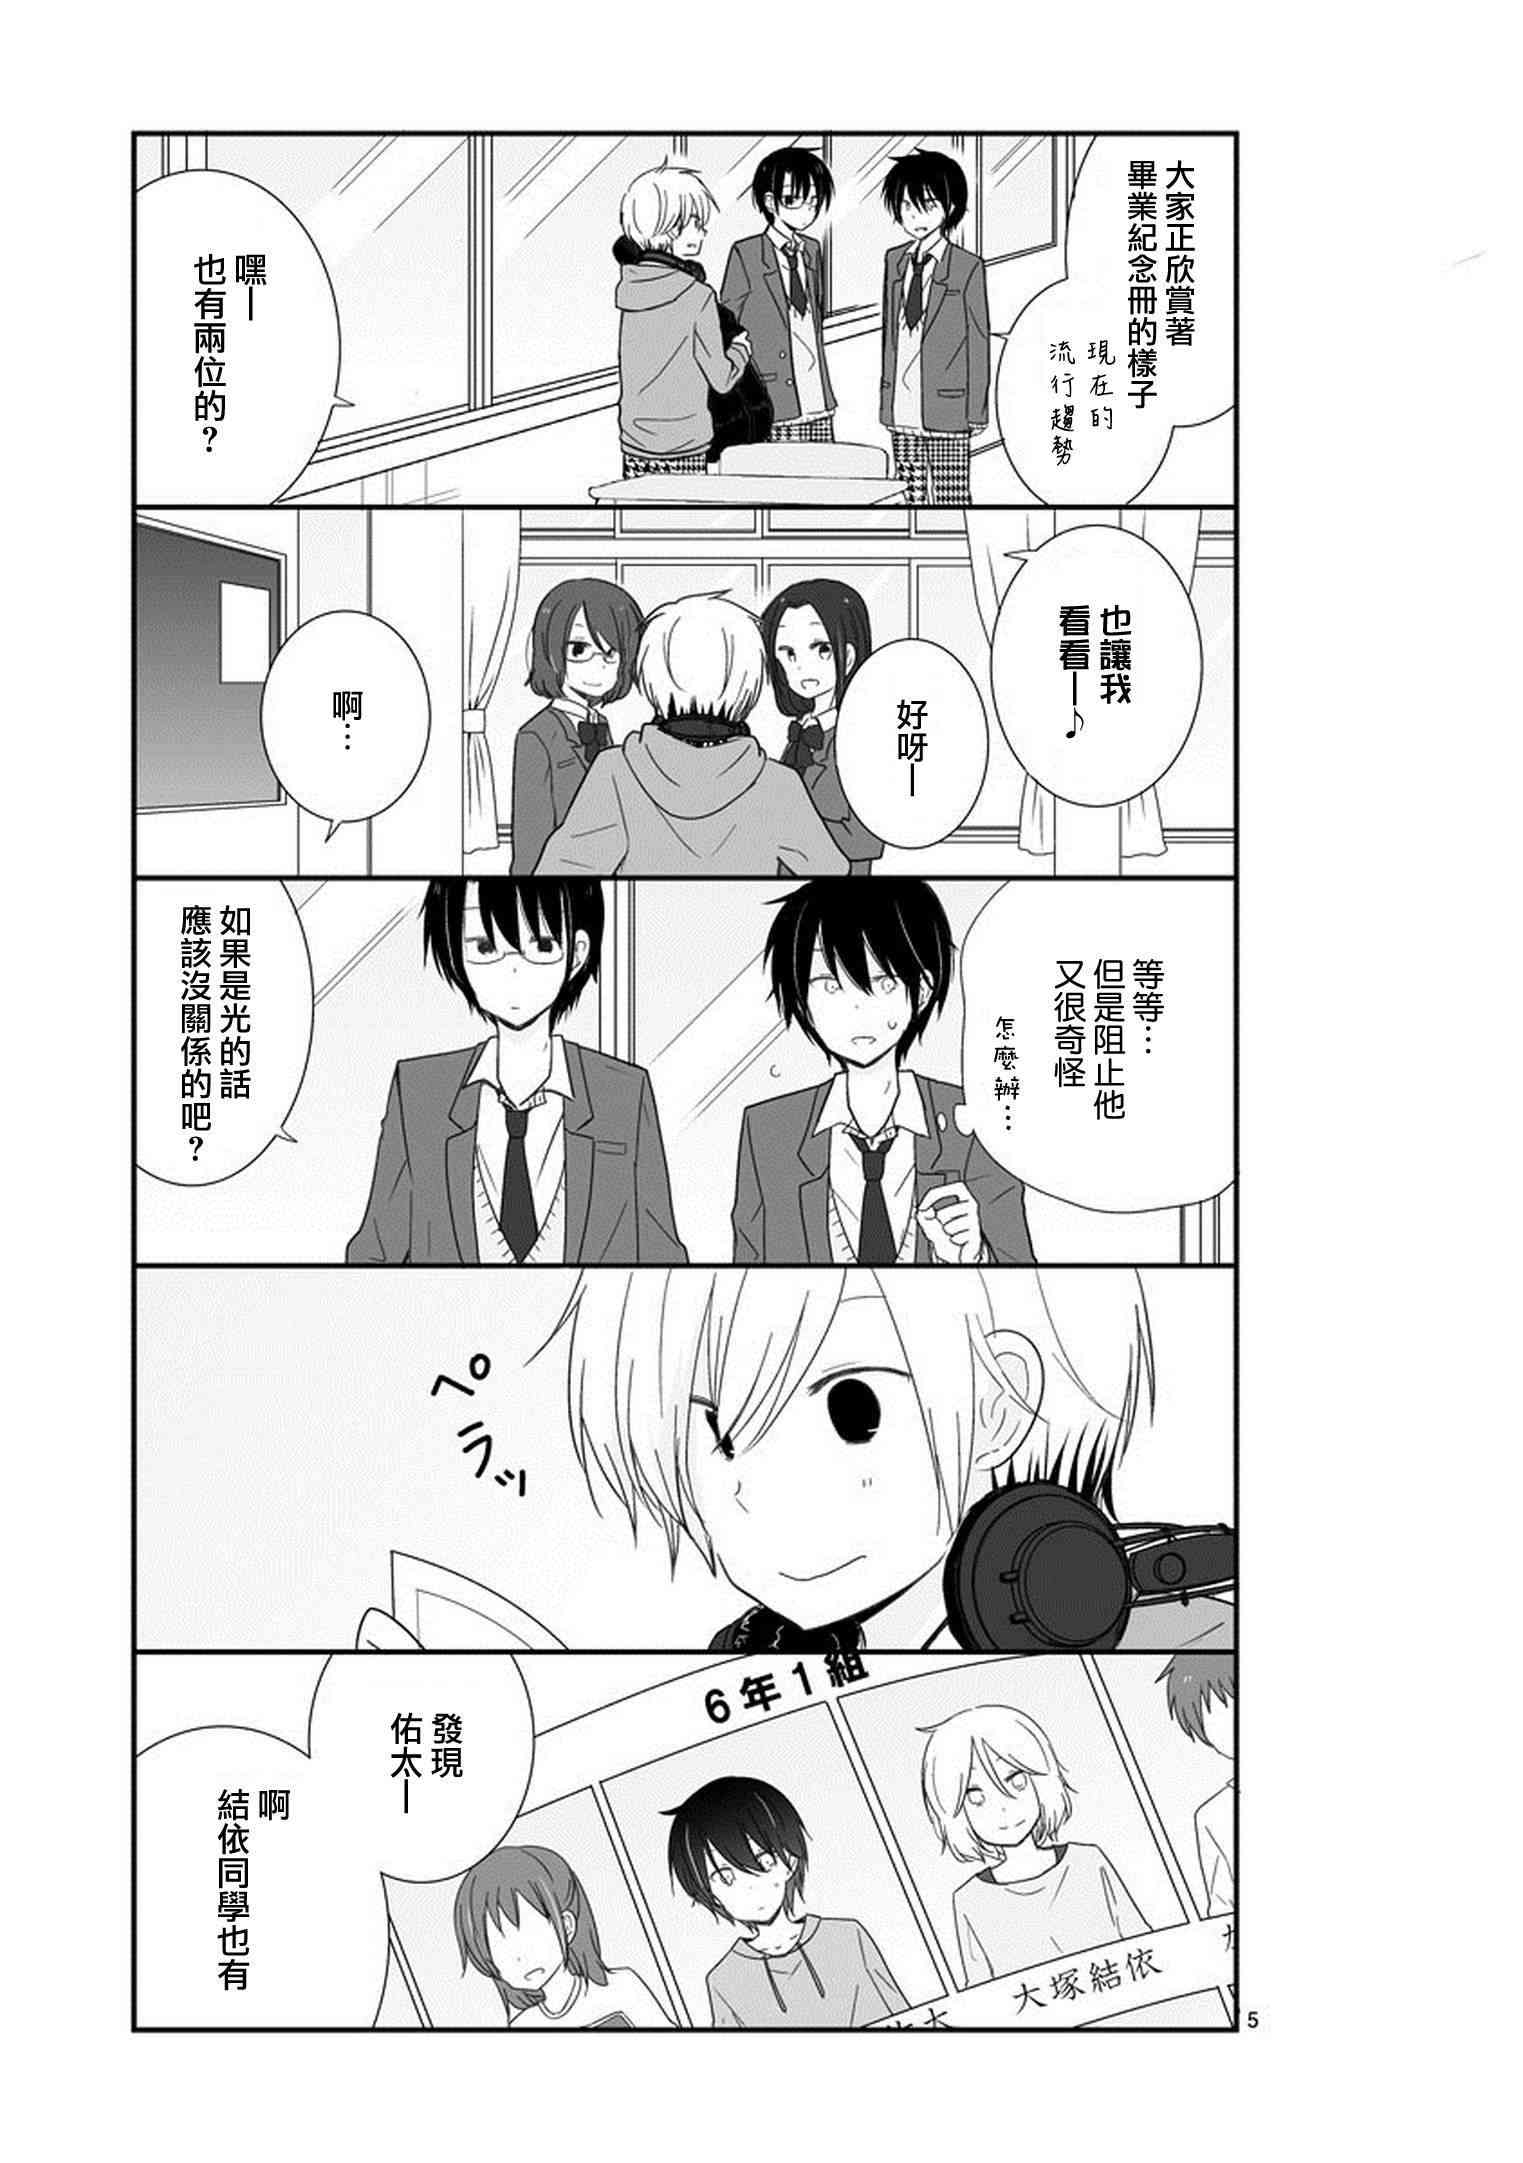 大家正欣賞著
畢業紀念冊的樣子
現在的
流行趨勢
嘿—
也有兩位的?
也讓我
看看—♪
好呀—
啊…
等等…
但是阻止他
又很奇怪
怎麼辦…
如果是光的話
應該沒關係的吧?
ペラッ
6年1組
發現
佑太—
啊
結依同學也有
大塚結依
5